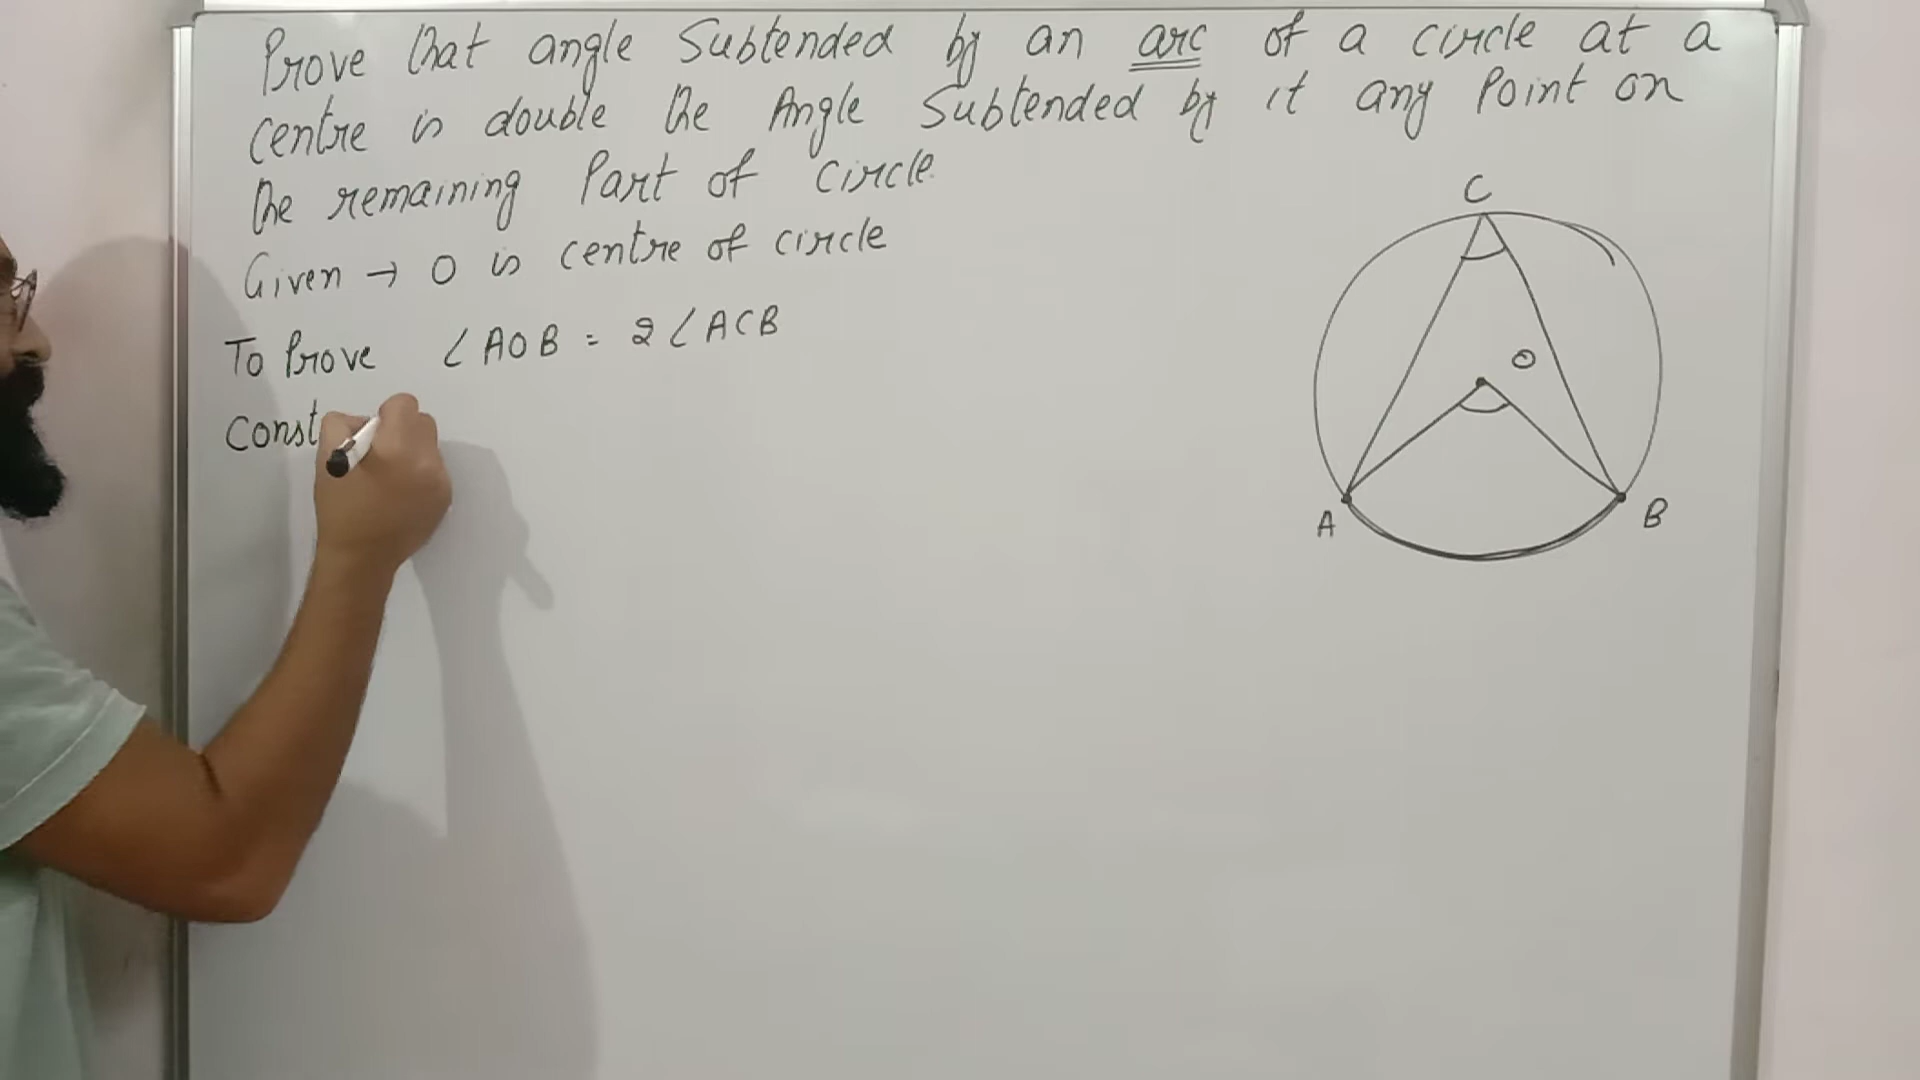 Prove that angle Subtended by an arc of a circle at a
centre is double the Angle Subtended by it any Point on
the remaining Part of circle.
Given → O is centre of circle
To Prove ∠AOB = 2∠ACB
Const
C
O
A
B